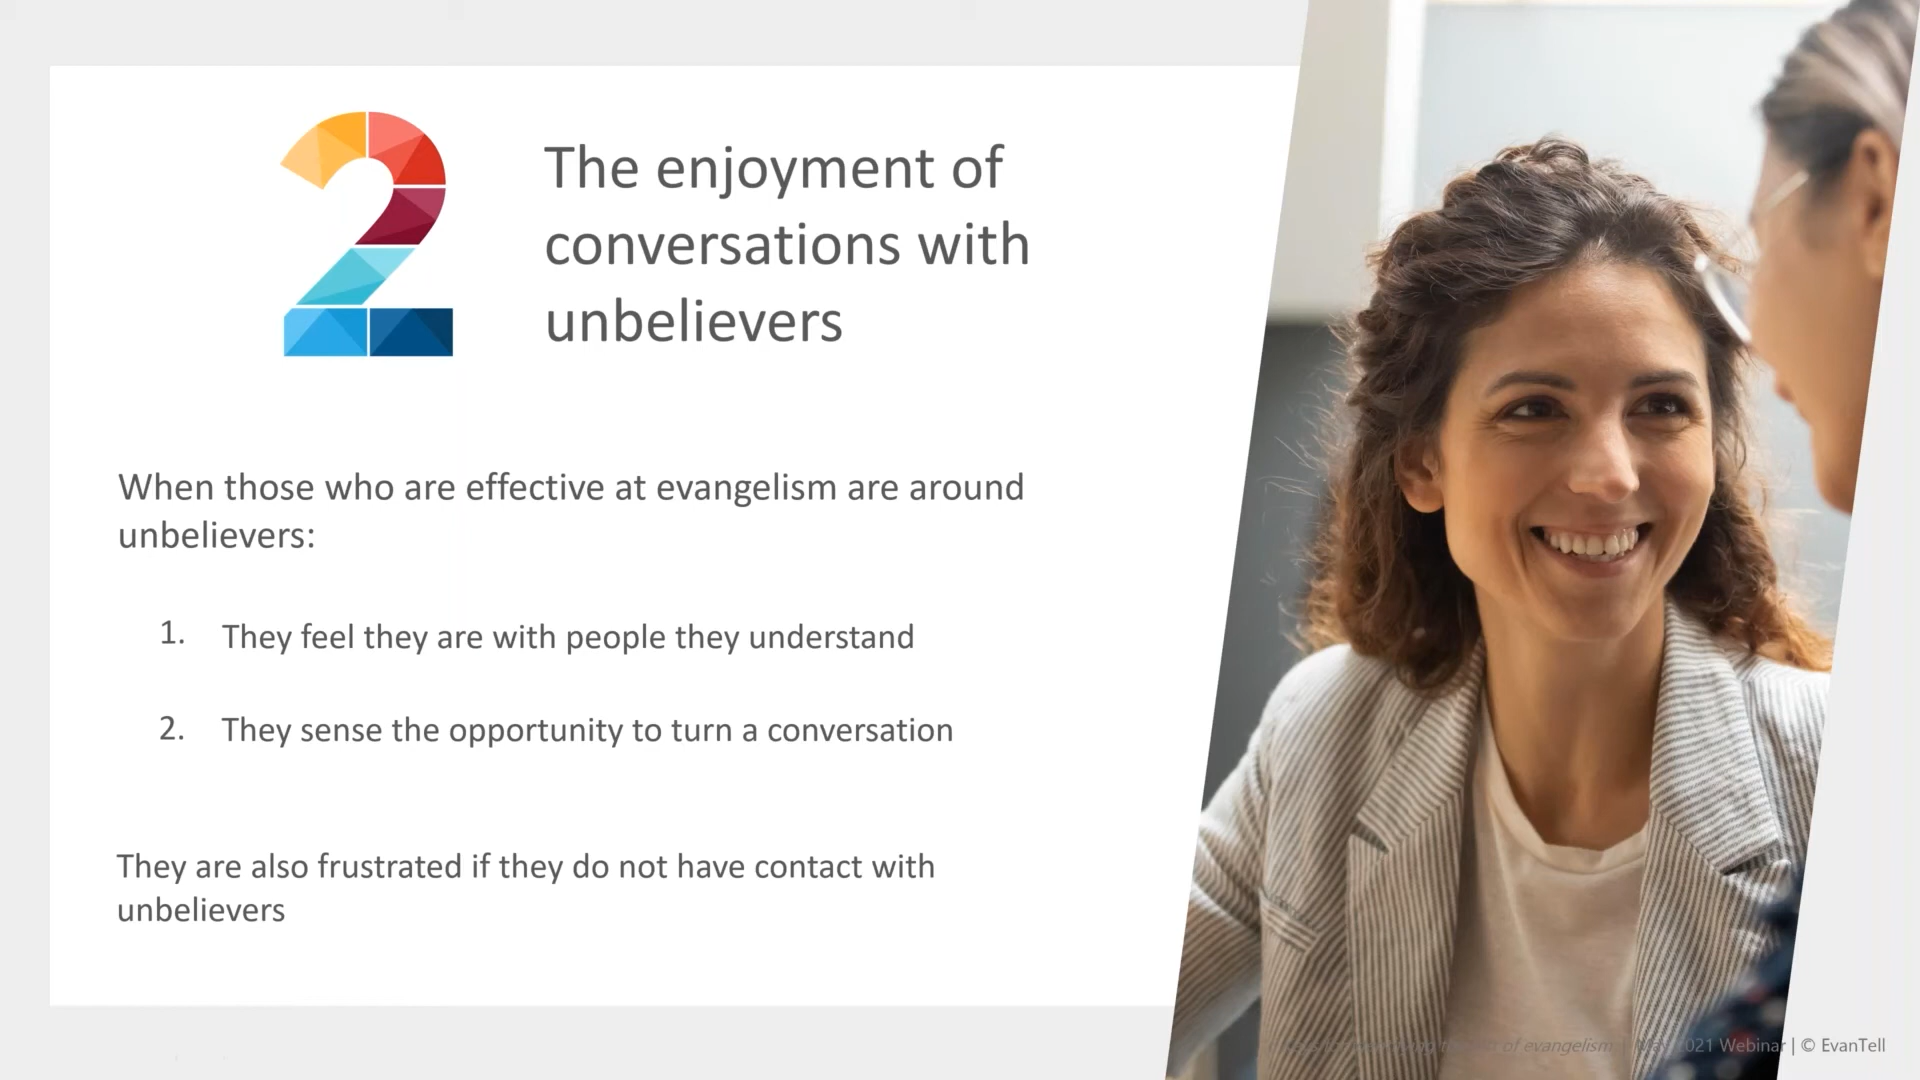 2
The enjoyment of
conversations with
unbelievers
When those who are effective at evangelism are around
unbelievers:
1. They feel they are with people they understand
2. They sense the opportunity to turn a conversation
They are also frustrated if they do not have contact with
unbelievers
of evangelism 2021 Webinar | © EvanTell